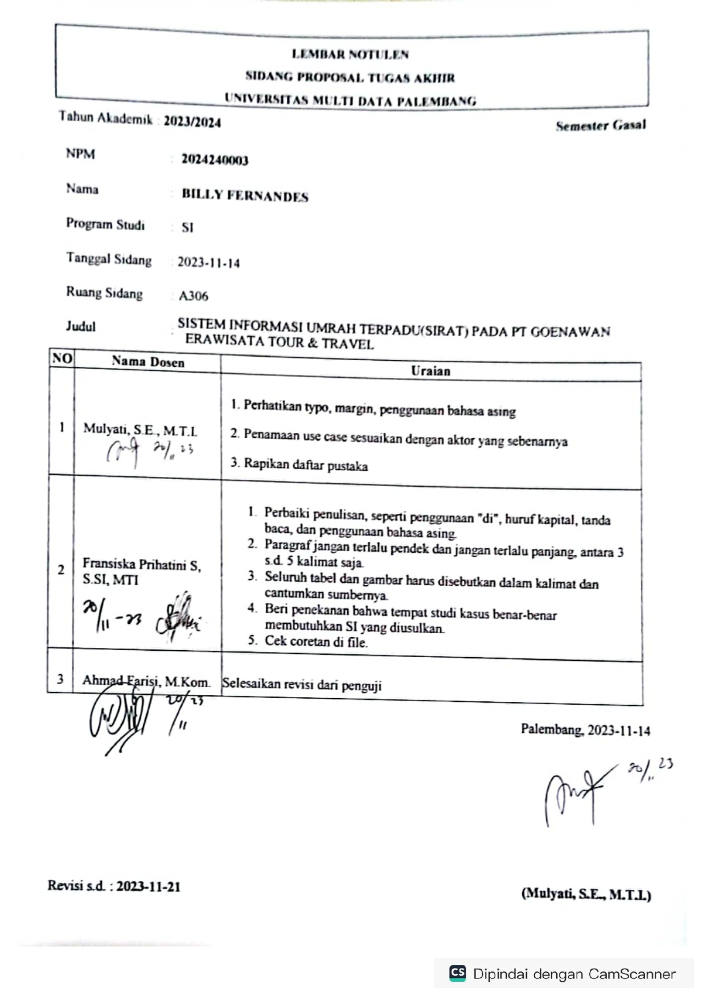 LEMBAR NOTULEN
SIDANG PROPOSAL TUGAS AKHIR
UNIVERSITAS MULTI DATA PALEMBANG
Tahun Akademik : 2023/2024
Semester Gasal
NPM : 2024240003
Nama : BILLY FERNANDES
Program Studi : SI
Tanggal Sidang : 2023-11-14
Ruang Sidang : A306
Judul : SISTEM INFORMASI UMRAH TERPADU(SIRAT) PADA PT GOENAWAN
ERAWISATA TOUR & TRAVEL
NO Nama Dosen Uraian
1 Mulyati, S.E., M.T.I.
20/11 23
1. Perhatikan typo, margin, penggunaan bahasa asing
2. Penamaan use case sesuaikan dengan aktor yang sebenarnya
3. Rapikan daftar pustaka
2 Fransiska Prihatini S,
S.SI, MTI
20/11-23
1. Perbaiki penulisan, seperti penggunaan "di", huruf kapital, tanda
baca, dan penggunaan bahasa asing.
2. Paragraf jangan terlalu pendek dan jangan terlalu panjang, antara 3
s.d. 5 kalimat saja.
3. Seluruh tabel dan gambar harus disebutkan dalam kalimat dan
cantumkan sumbernya.
4. Beri penekanan bahwa tempat studi kasus benar-benar
membutuhkan SI yang diusulkan.
5. Cek coretan di file.
3 Ahmad Farisi, M.Kom. Selesaikan revisi dari penguji
20/11 23
Palembang, 2023-11-14
20/11 23
Revisi s.d. : 2023-11-21
(Mulyati, S.E., M.T.I.)
CS Dipindai dengan CamScanner